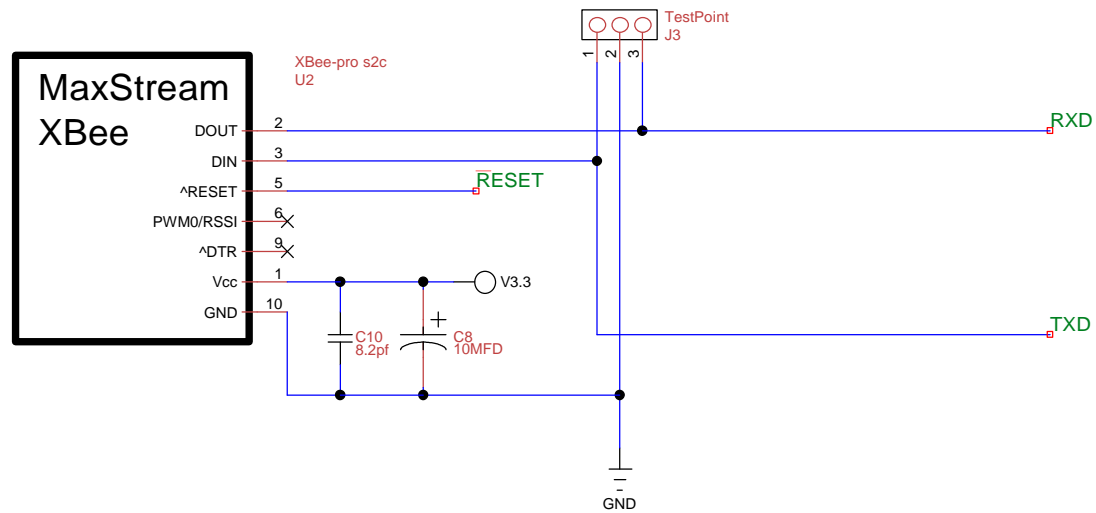 TestPoint
J3
1
2
3
XBee-pro s2c
U2
MaxStream
XBee
DOUT 2
RXD
DIN 3
^RESET 5
RESET
PWM0/RSSI 6
^DTR 9
Vcc 1
V3.3
GND 10
TXD
+
C10
8.2pf
C8
10MFD
GND